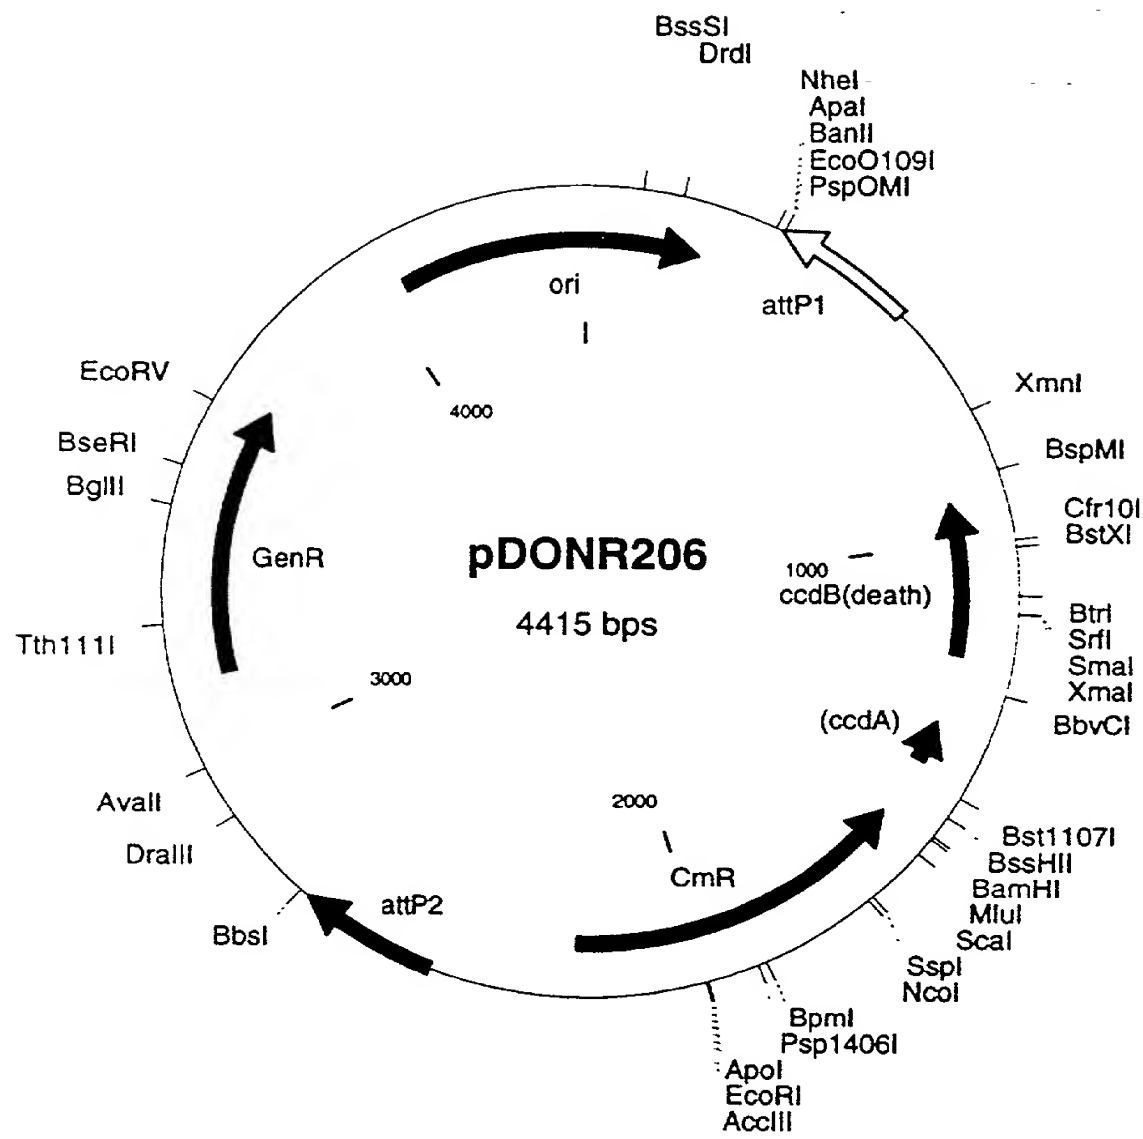 BssSI
DrdI
NheI
ApaI
BanII
EcoO109I
PspOMI
ori
attP1
I
EcoRV
XmnI
4000
BseRI
BspMI
BglII
Cfr10I
BstXI
pDONR206
GenR
1000
ccdB(death)
4415 bps
BtrI
SrfI
SmaI
XmaI
Tth111I
3000
(ccdA)
BbvCI
AvaII
2000
DraIII
Bst1107I
BssHII
BamHI
MluI
ScaI
CmR
attP2
BbsI
SspI
NcoI
BpmI
Psp1406I
ApoI
EcoRI
AccIII